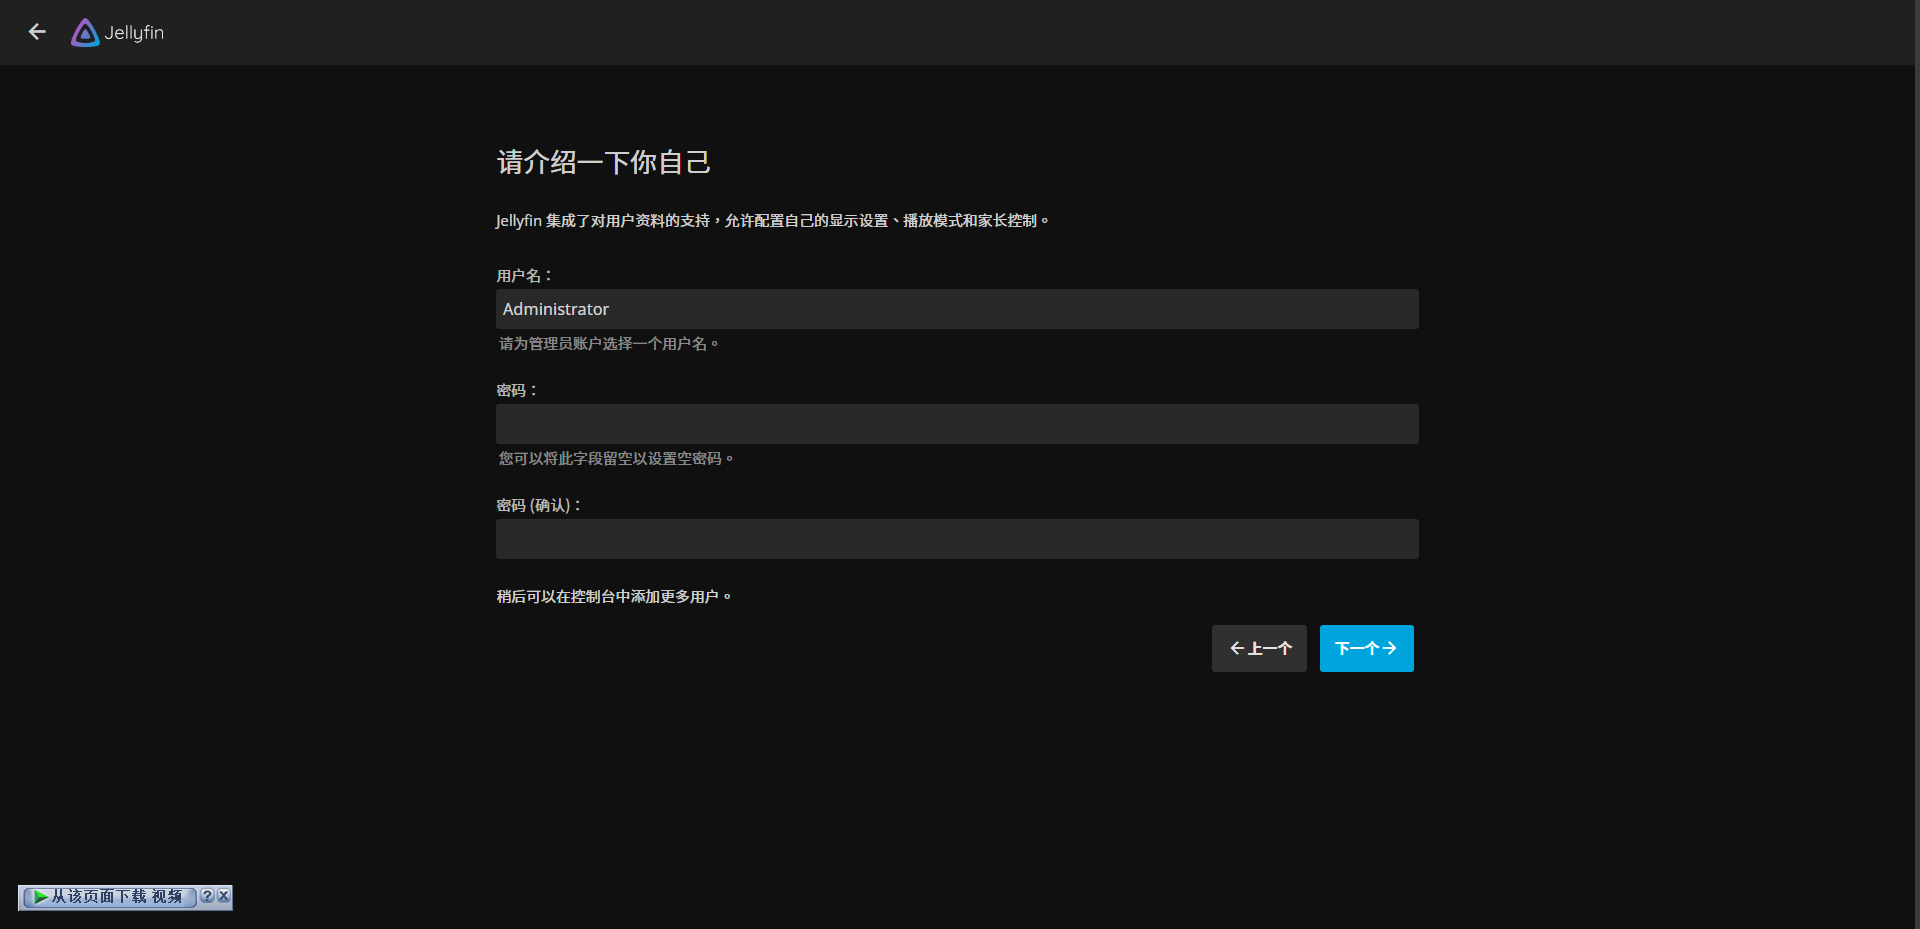 Jellyfin
请介绍一下你自己
Jellyfin 集成了对用户资料的支持，允许配置自己的显示设置、播放模式和家长控制。
用户名：
Administrator
请为管理员账户选择一个用户名。
密码：
您可以将此字段留空以设置空密码。
密码 (确认)：
稍后可以在控制台中添加更多用户。
上一个 下一个
从该页面下载 视频 ? X